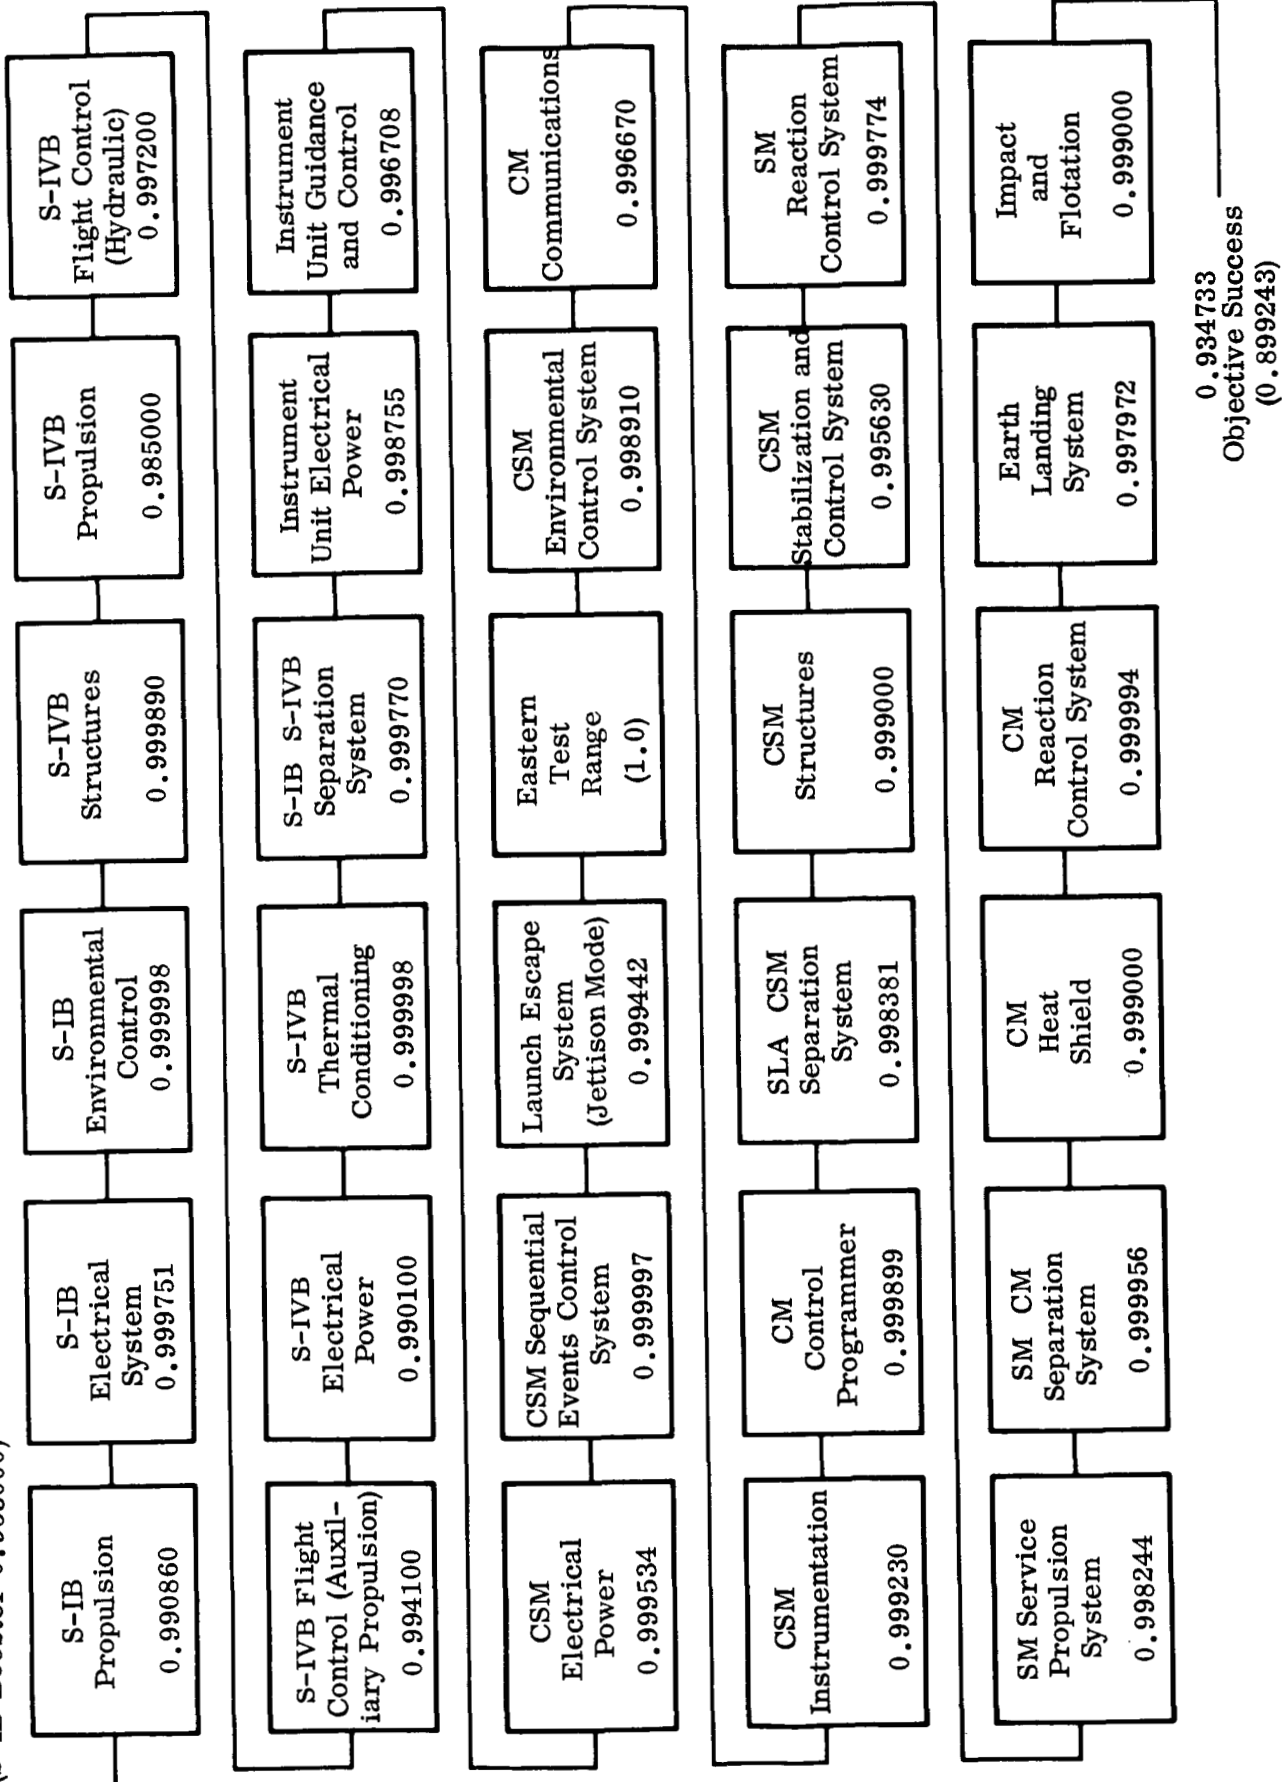 S-IB
Propulsion
0.990860
S-IB
Electrical
System
0.999751
S-IB
Environmental
Control
0.999998
S-IVB
Structures
0.999890
S-IVB
Propulsion
0.985000
S-IVB
Flight Control
(Hydraulic)
0.997200
S-IVB Flight
Control (Auxil-
iary Propulsion)
0.994100
S-IVB
Electrical
Power
0.990100
S-IVB
Thermal
Conditioning
0.999998
S-IB S-IVB
Separation
System
0.999770
Instrument
Unit Electrical
Power
0.998755
Instrument
Unit Guidance
and Control
0.996708
CSM
Electrical
Power
0.999534
CSM Sequential
Events Control
System
0.999997
Launch Escape
System
(Jettison Mode)
0.999442
Eastern
Test
Range
(1.0)
CSM
Environmental
Control System
0.998910
CM
Communications
0.996670
CSM
Instrumentation
0.999230
CM
Control
Programmer
0.999899
SLA CSM
Separation
System
0.998381
CSM
Structures
0.999000
CSM
Stabilization and
Control System
0.995630
SM
Reaction
Control System
0.999774
SM Service
Propulsion
System
0.998244
SM CM
Separation
System
0.999956
CM
Heat
Shield
0.999000
CM
Reaction
Control System
0.999994
Earth
Landing
System
0.997972
Impact
and
Flotation
0.999000
0.934733
Objective Success
(0.899243)